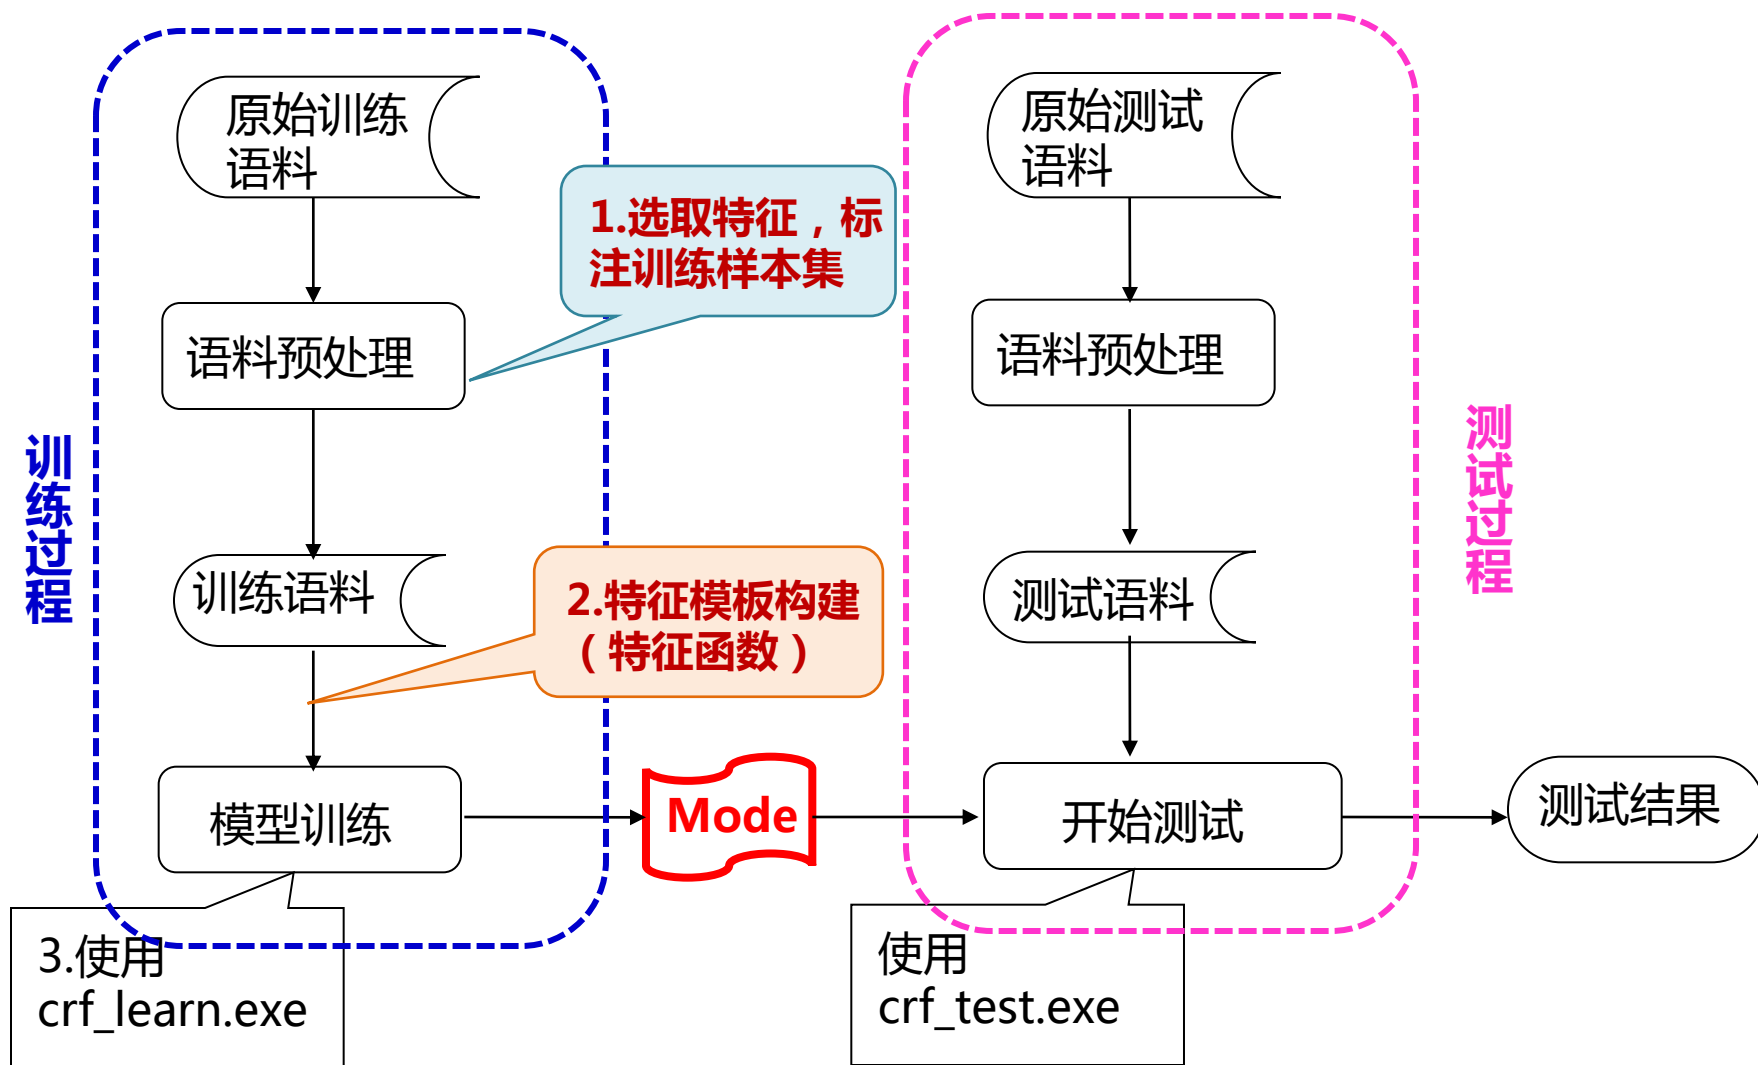 原始训练
语料
1.选取特征，标
注训练样本集
语料预处理
训练过程
训练语料
2.特征模板构建
（特征函数）
模型训练
3.使用
crf_learn.exe
Mode
原始测试
语料
语料预处理
测试过程
测试语料
开始测试
使用
crf_test.exe
测试结果